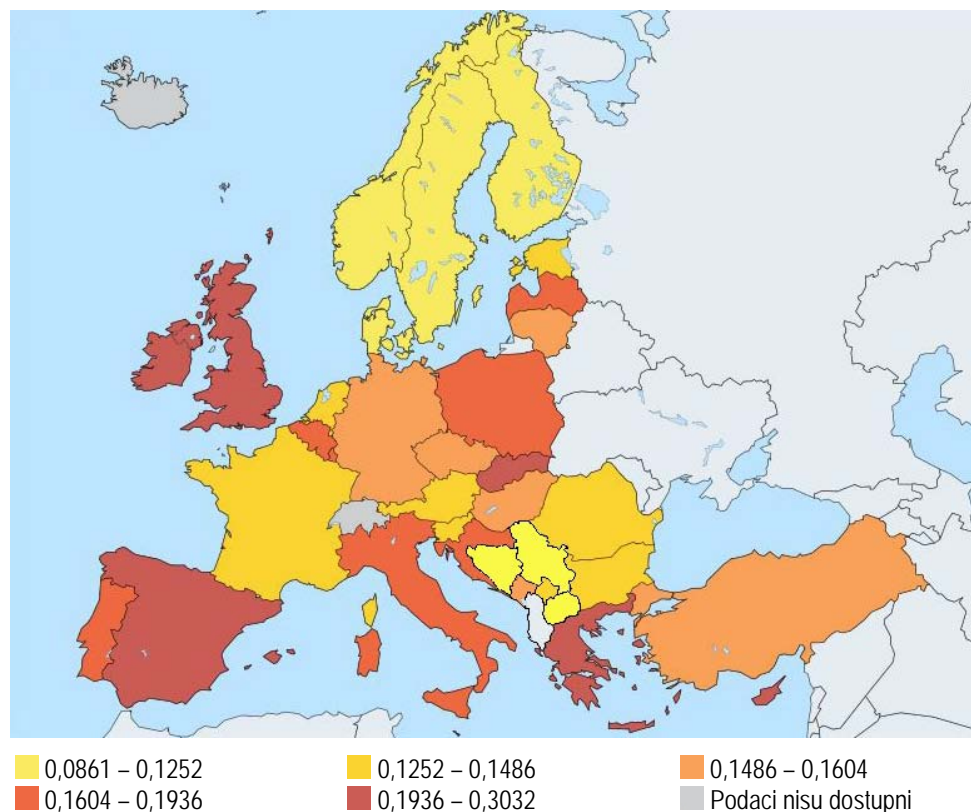 0,0861 – 0,1252 0,1252 – 0,1486 0,1486 – 0,1604
0,1604 – 0,1936 0,1936 – 0,3032 Podaci nisu dostupni